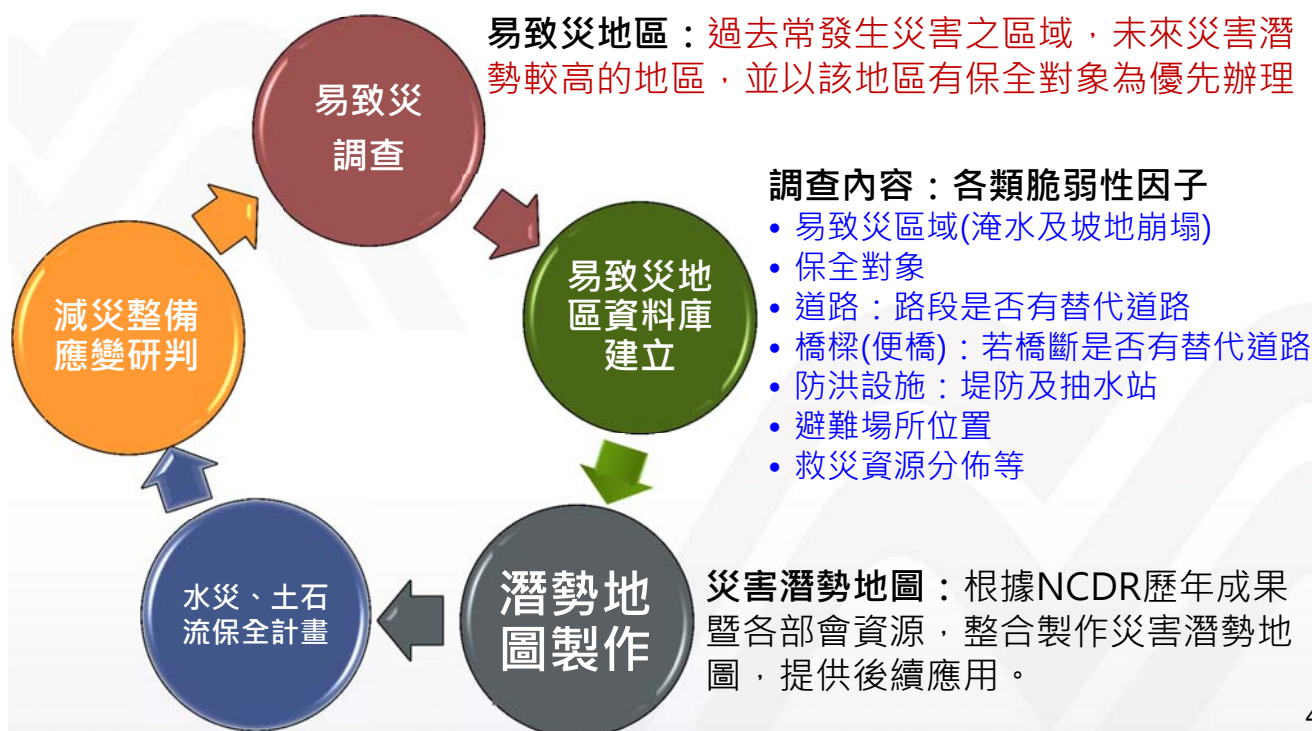 易致災地區：過去常發生災害之區域，未來災害潛
勢較高的地區，並以該地區有保全對象為優先辦理
易致災
調查
調查內容：各類脆弱性因子
• 易致災區域(淹水及坡地崩塌)
• 保全對象
• 道路：路段是否有替代道路
• 橋樑(便橋)：若橋斷是否有替代道路
• 防洪設施：堤防及抽水站
• 避難場所位置
• 救災資源分佈等
易致災地
區資料庫
建立
減災整備
應變研判
水災、土石
流保全計畫
潛勢地
圖製作
災害潛勢地圖：根據NCDR歷年成果
暨各部會資源，整合製作災害潛勢地
圖，提供後續應用。
4